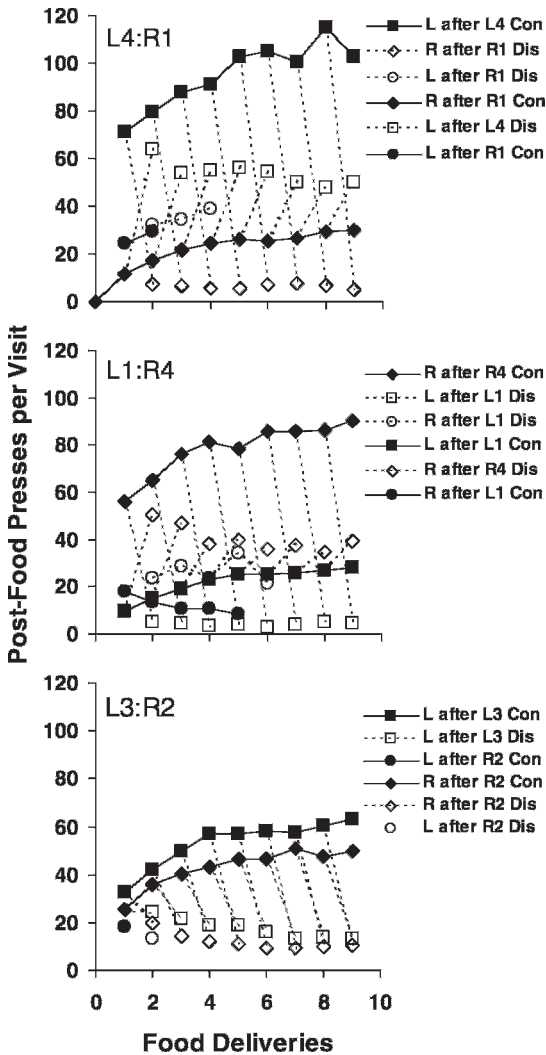 L4:R1
120
100
80
60
40
20
0
L after L4 Con
R after R1 Dis
L after R1 Dis
R after R1 Con
L after L4 Dis
L after R1 Con
Post-Food Presses per Visit
L1:R4
120
100
80
60
40
20
0
R after R4 Con
L after L1 Dis
R after L1 Dis
L after L1 Con
R after R4 Dis
R after L1 Con
L3:R2
120
100
80
60
40
20
0
L after L3 Con
L after L3 Dis
L after R2 Con
R after R2 Con
R after R2 Dis
L after R2 Dis
0 2 4 6 8 10
Food Deliveries